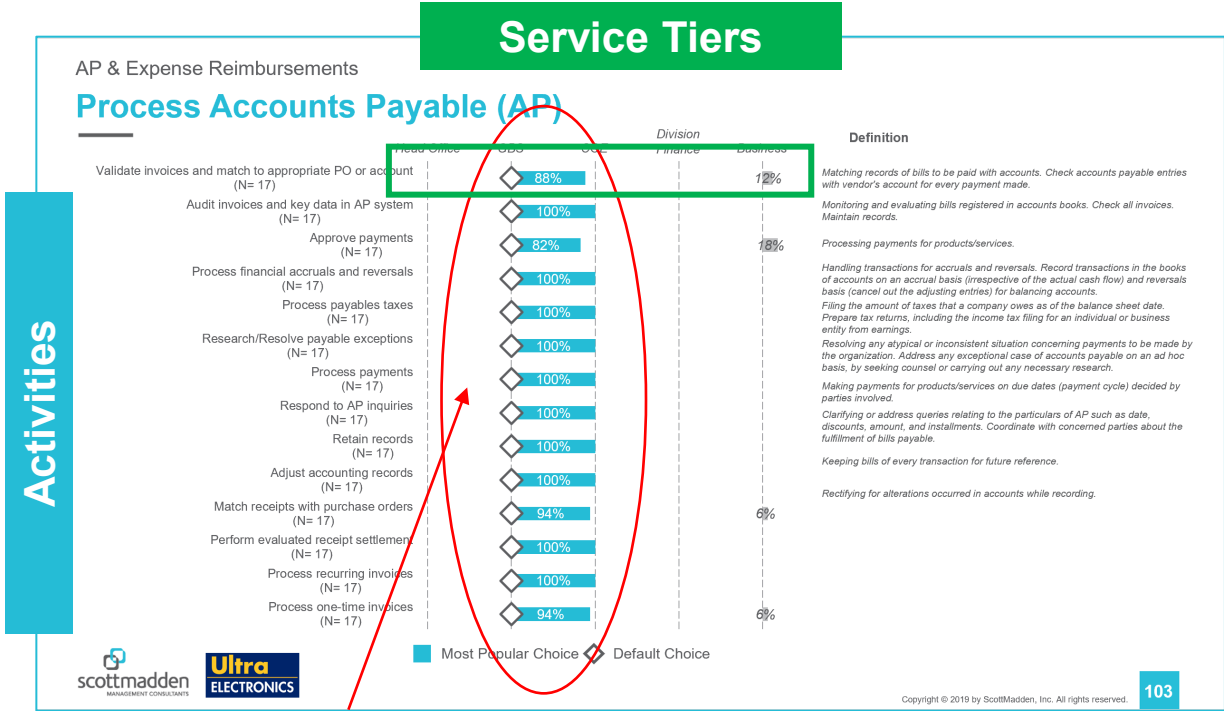 Service Tiers
AP & Expense Reimbursements
Process Accounts Payable (AP)
Head Office
GBS
COE
Division
Finance
Business
Definition
Validate invoices and match to appropriate PO or account
(N= 17)
88%
12%
Matching records of bills to be paid with accounts. Check accounts payable entries
with vendor's account for every payment made.
Audit invoices and key data in AP system
(N= 17)
100%
Monitoring and evaluating bills registered in accounts books. Check all invoices.
Maintain records.
Approve payments
(N= 17)
82%
18%
Processing payments for products/services.
Process financial accruals and reversals
(N= 17)
100%
Handling transactions for accruals and reversals. Record transactions in the books
of accounts on an accrual basis (irrespective of the actual cash flow) and reversals
basis (cancel out the adjusting entries) for balancing accounts.
Process payables taxes
(N= 17)
100%
Filing the amount of taxes that a company owes as of the balance sheet date.
Prepare tax returns, including the income tax filing for an individual or business
entity from earnings.
Research/Resolve payable exceptions
(N= 17)
100%
Resolving any atypical or inconsistent situation concerning payments to be made by
the organization. Address any exceptional case of accounts payable on an ad hoc
basis, by seeking counsel or carrying out any necessary research.
Process payments
(N= 17)
100%
Making payments for products/services on due dates (payment cycle) decided by
parties involved.
Respond to AP inquiries
(N= 17)
100%
Clarifying or address queries relating to the particulars of AP such as date,
discounts, amount, and installments. Coordinate with concerned parties about the
fulfillment of bills payable.
Retain records
(N= 17)
100%
Keeping bills of every transaction for future reference.
Adjust accounting records
(N= 17)
100%
Rectifying for alterations occurred in accounts while recording.
Match receipts with purchase orders
(N= 17)
94%
6%
Perform evaluated receipt settlement
(N= 17)
100%
Process recurring invoices
(N= 17)
100%
Process one-time invoices
(N= 17)
94%
6%
Activities
Most Popular Choice
Default Choice
scottmadden
MANAGEMENT CONSULTANTS
Ultra
ELECTRONICS
Copyright © 2019 by ScottMadden, Inc. All rights reserved.
103